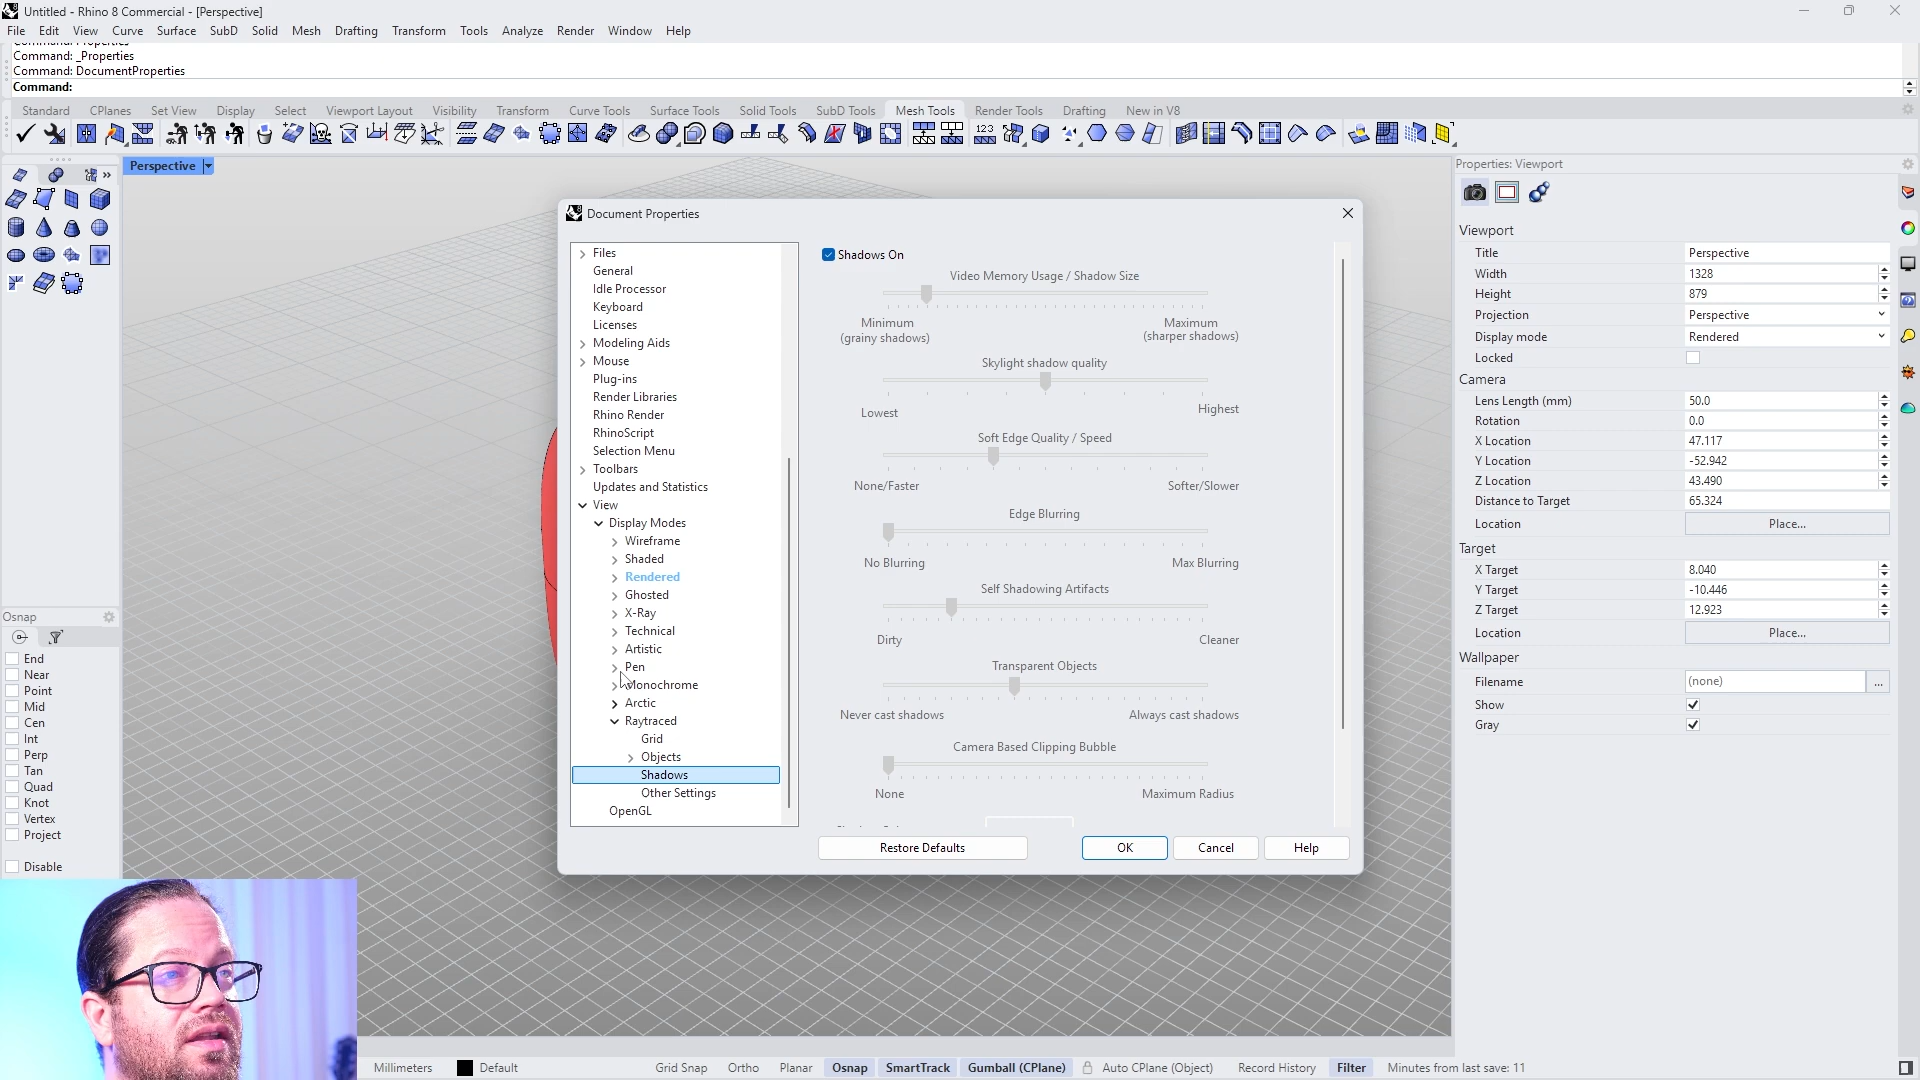 Untitled - Rhino 8 Commercial - [Perspective]
File Edit View Curve Surface SubD Solid Mesh Drafting Transform Tools Analyze Render Window Help
Command: _Properties
Command: DocumentProperties
Command:
Standard CPlanes Set View Display Select Viewport Layout Visibility Transform Curve Tools Surface Tools Solid Tools SubD Tools Mesh Tools Render Tools Drafting New in V8
123
Perspective
Document Properties
Files
General
Idle Processor
Keyboard
Licenses
Modeling Aids
Mouse
Plug-ins
Render Libraries
Rhino Render
RhinoScript
Selection Menu
Toolbars
Updates and Statistics
View
Display Modes
Wireframe
Shaded
Rendered
Ghosted
X-Ray
Technical
Artistic
Pen
Monochrome
Arctic
Raytraced
Grid
Objects
Shadows
Other Settings
OpenGL
Shadows On
Video Memory Usage / Shadow Size
Minimum Maximum
(grainy shadows) (sharper shadows)
Skylight shadow quality
Lowest Highest
Soft Edge Quality / Speed
None/Faster Softer/Slower
Edge Blurring
No Blurring Max Blurring
Self Shadowing Artifacts
Dirty Cleaner
Transparent Objects
Never cast shadows Always cast shadows
Camera Based Clipping Bubble
None Maximum Radius
Restore Defaults OK Cancel Help
Properties: Viewport
Viewport
Title Perspective
Width 1328
Height 879
Projection Perspective
Display mode Rendered
Locked
Camera
Lens Length (mm) 50.0
Rotation 0.0
X Location 47.117
Y Location -52.942
Z Location 43.490
Distance to Target 65.324
Location Place...
Target
X Target 8.040
Y Target -10.446
Z Target 12.923
Location Place...
Wallpaper
Filename (none) ...
Show
Gray
Osnap
End
Near
Point
Mid
Cen
Int
Perp
Tan
Quad
Knot
Vertex
Project
Disable
Millimeters Default Grid Snap Ortho Planar Osnap SmartTrack Gumball (CPlane) Auto CPlane (Object) Record History Filter Minutes from last save: 11